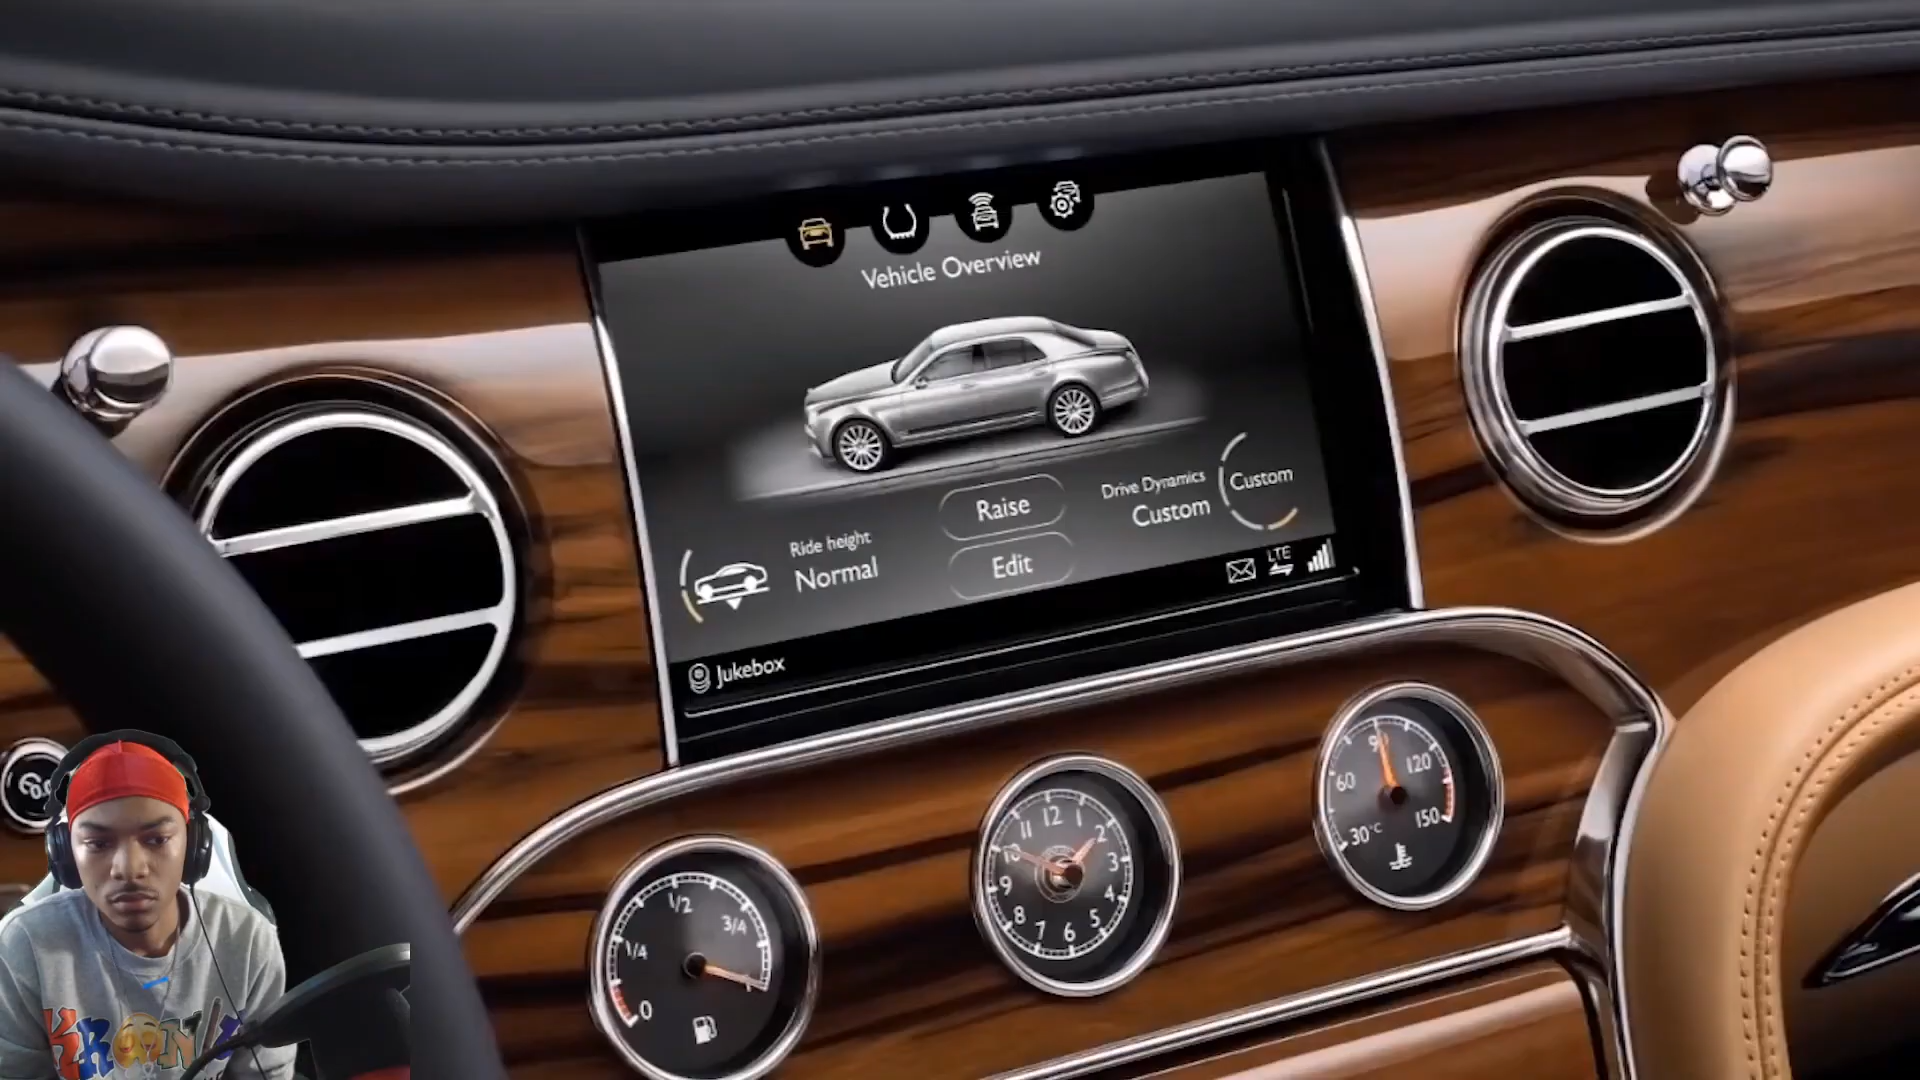 Vehicle Overview
Raise
Drive Dynamics
Custom
Custom
Ride height
Normal
Edit
LTE
Jukebox
0
1/4
1/2
3/4
12
1
2
3
4
5
6
7
8
9
10
11
30°C
60
90
120
150